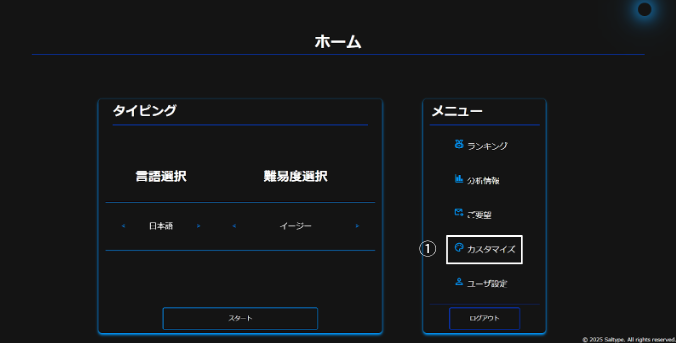 ホーム
タイピング
言語選択
難易度選択
日本語
イージー
スタート
メニュー
ランキング
分析情報
ご要望
① カスタマイズ
ユーザ設定
ログアウト
© 2025 Saltype. All rights reserved.